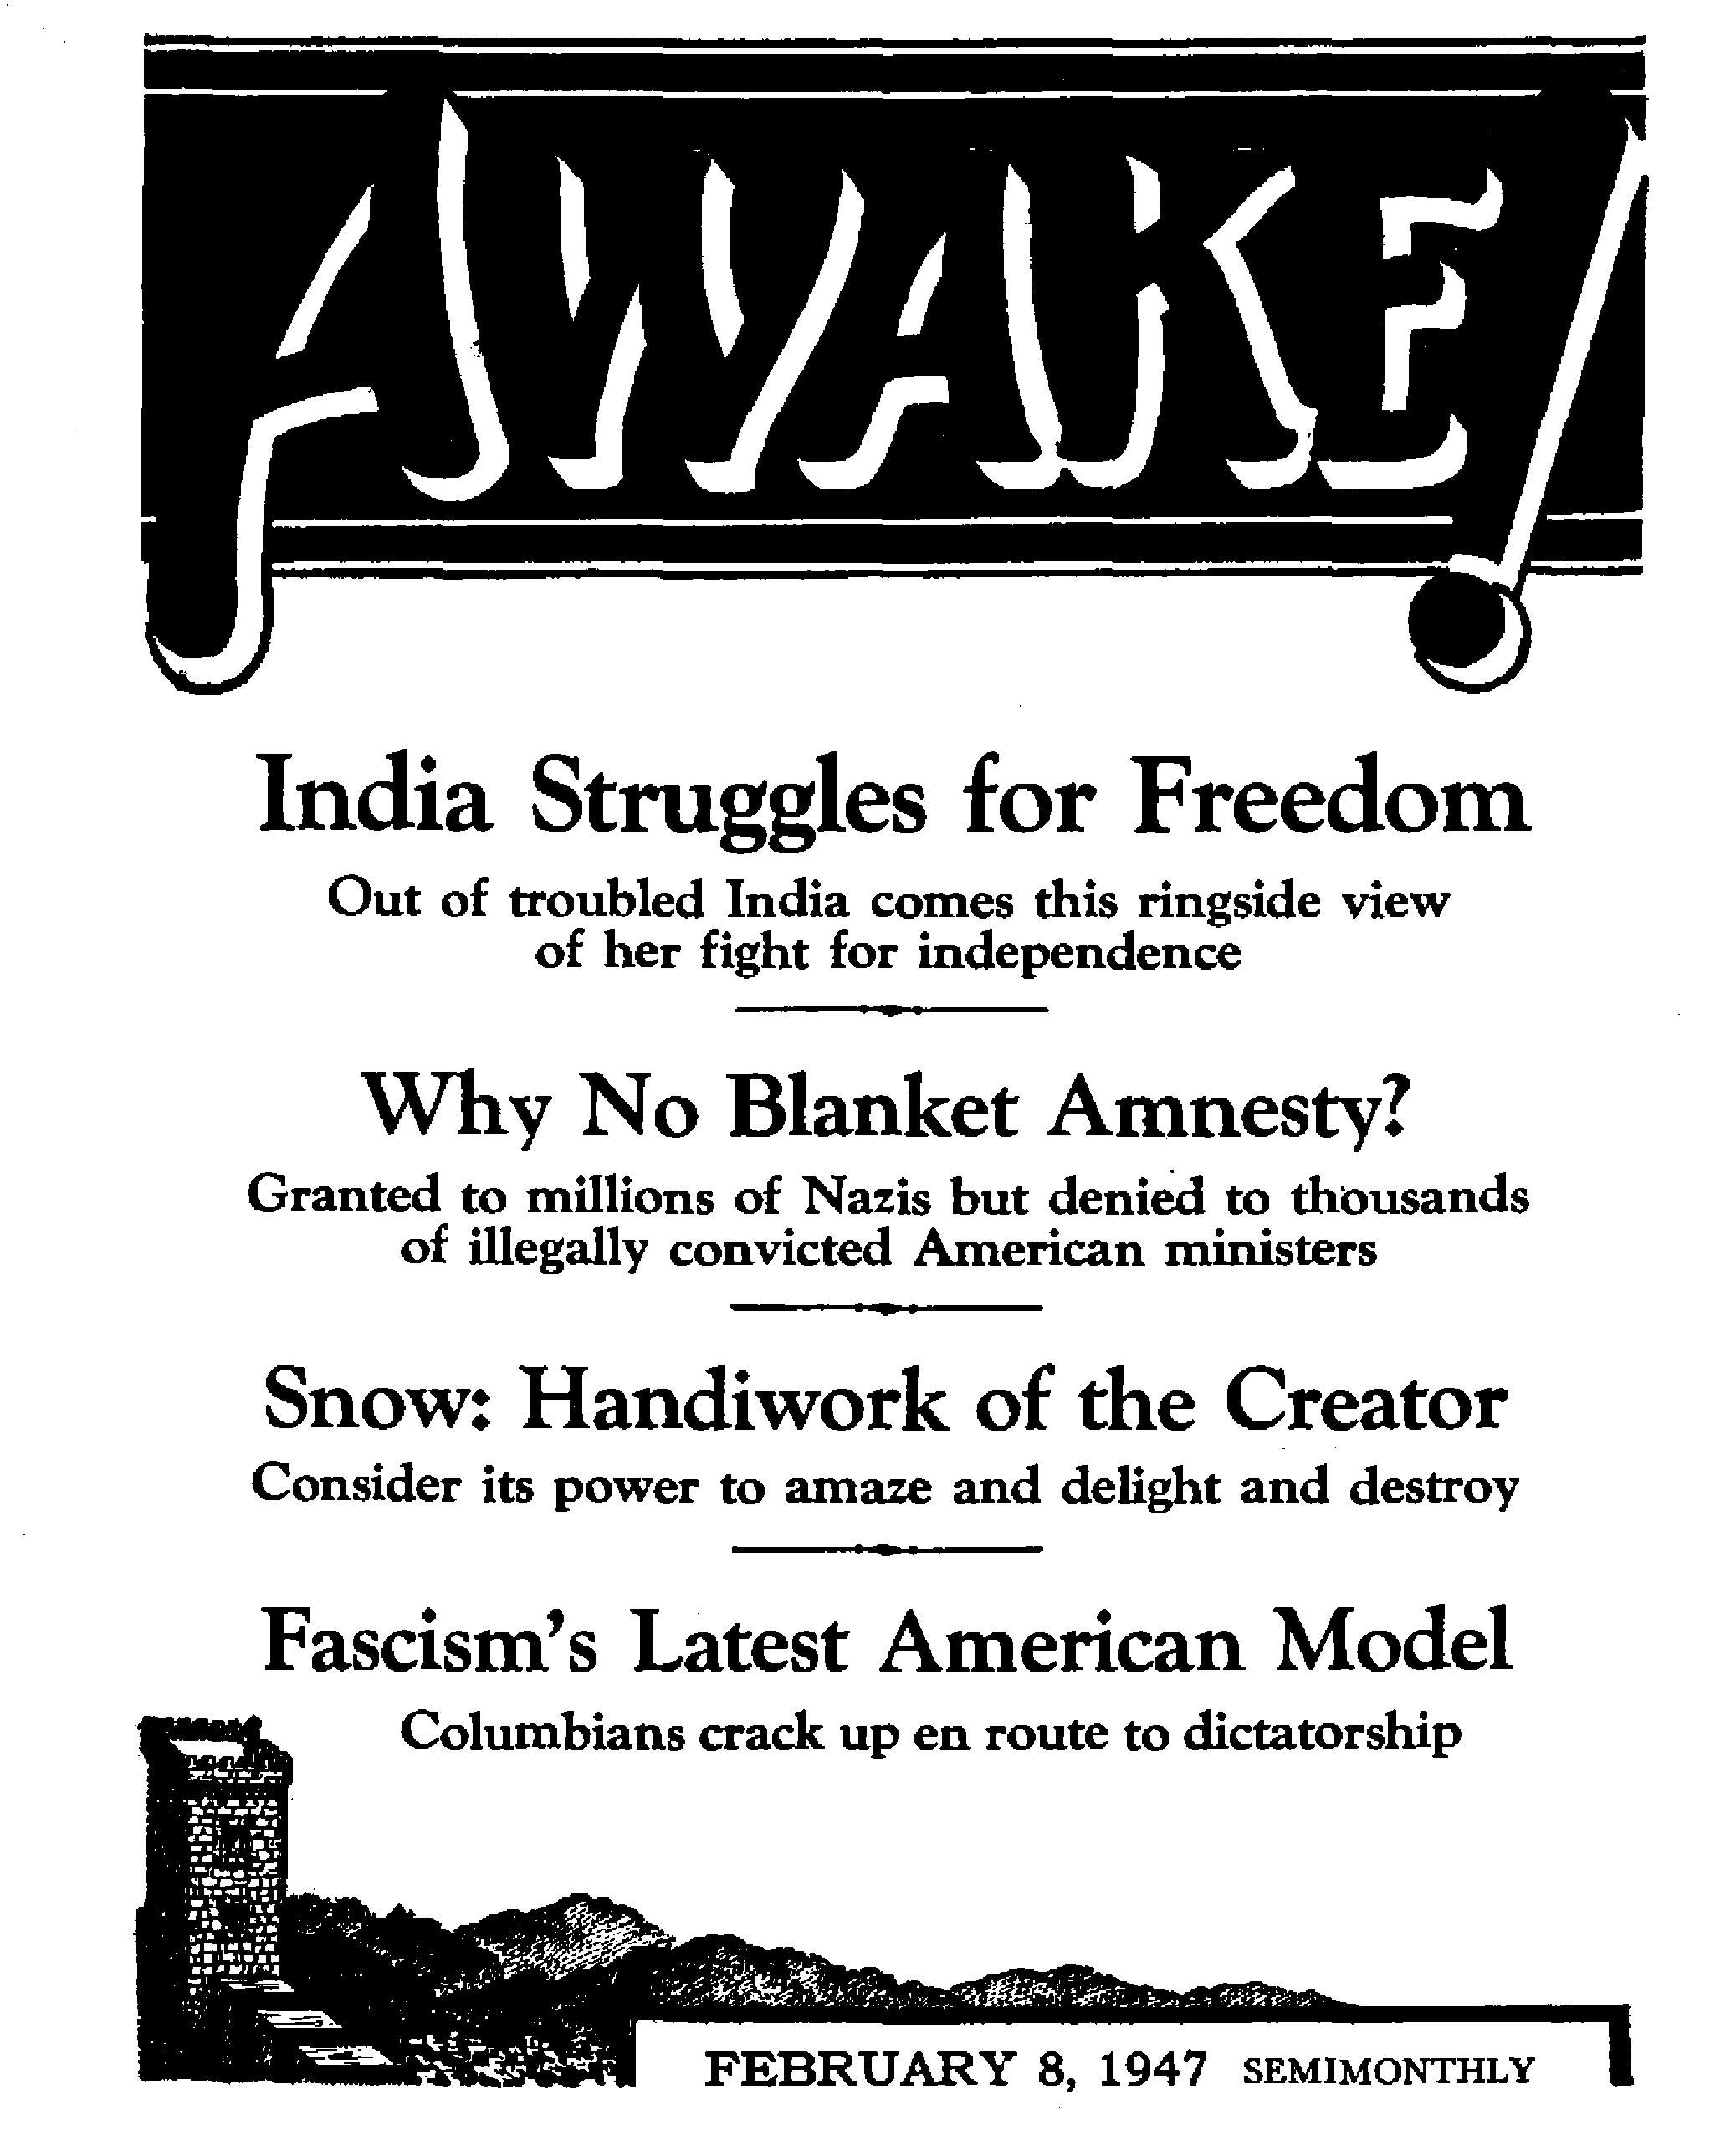 AWAKE!
India Struggles for Freedom
Out of troubled India comes this ringside view
of her fight for independence
Why No Blanket Amnesty?
Granted to millions of Nazis but denied to thousands
of illegally convicted American ministers
Snow: Handiwork of the Creator
Consider its power to amaze and delight and destroy
Fascism's Latest American Model
Columbians crack up en route to dictatorship
FEBRUARY 8, 1947 SEMIMONTHLY